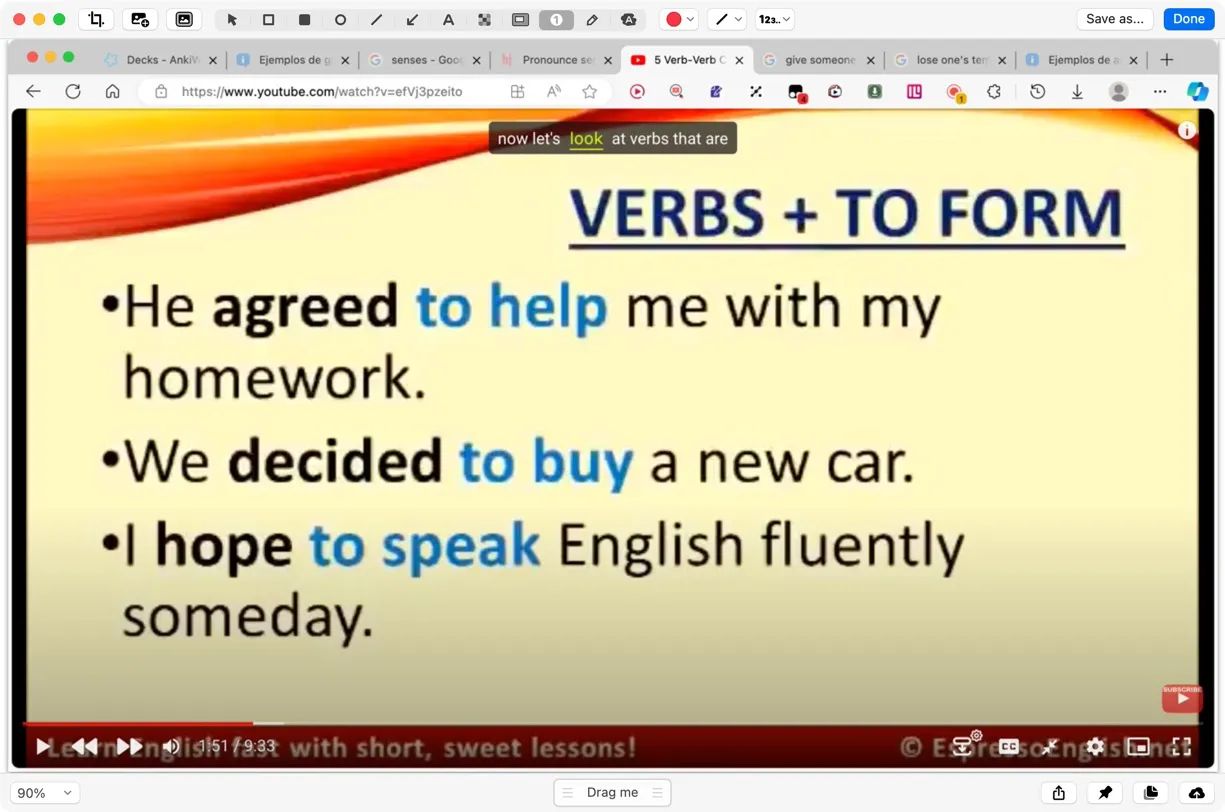 Save as...
Done
Decks - AnkiW
Ejemplos de g
senses - Goog
Pronounce se
5 Verb-Verb C
give someone
lose one's ten
Ejemplos de a
https://www.youtube.com/watch?v=efVj3pzeito
now let's look at verbs that are
VERBS + TO FORM
•He agreed to help me with my
homework.
•We decided to buy a new car.
•I hope to speak English fluently
someday.
SUBSCRIBE
1:51 / 9:33
Learn English fast with short, sweet lessons!
© EspressoEnglish.net
90%
Drag me